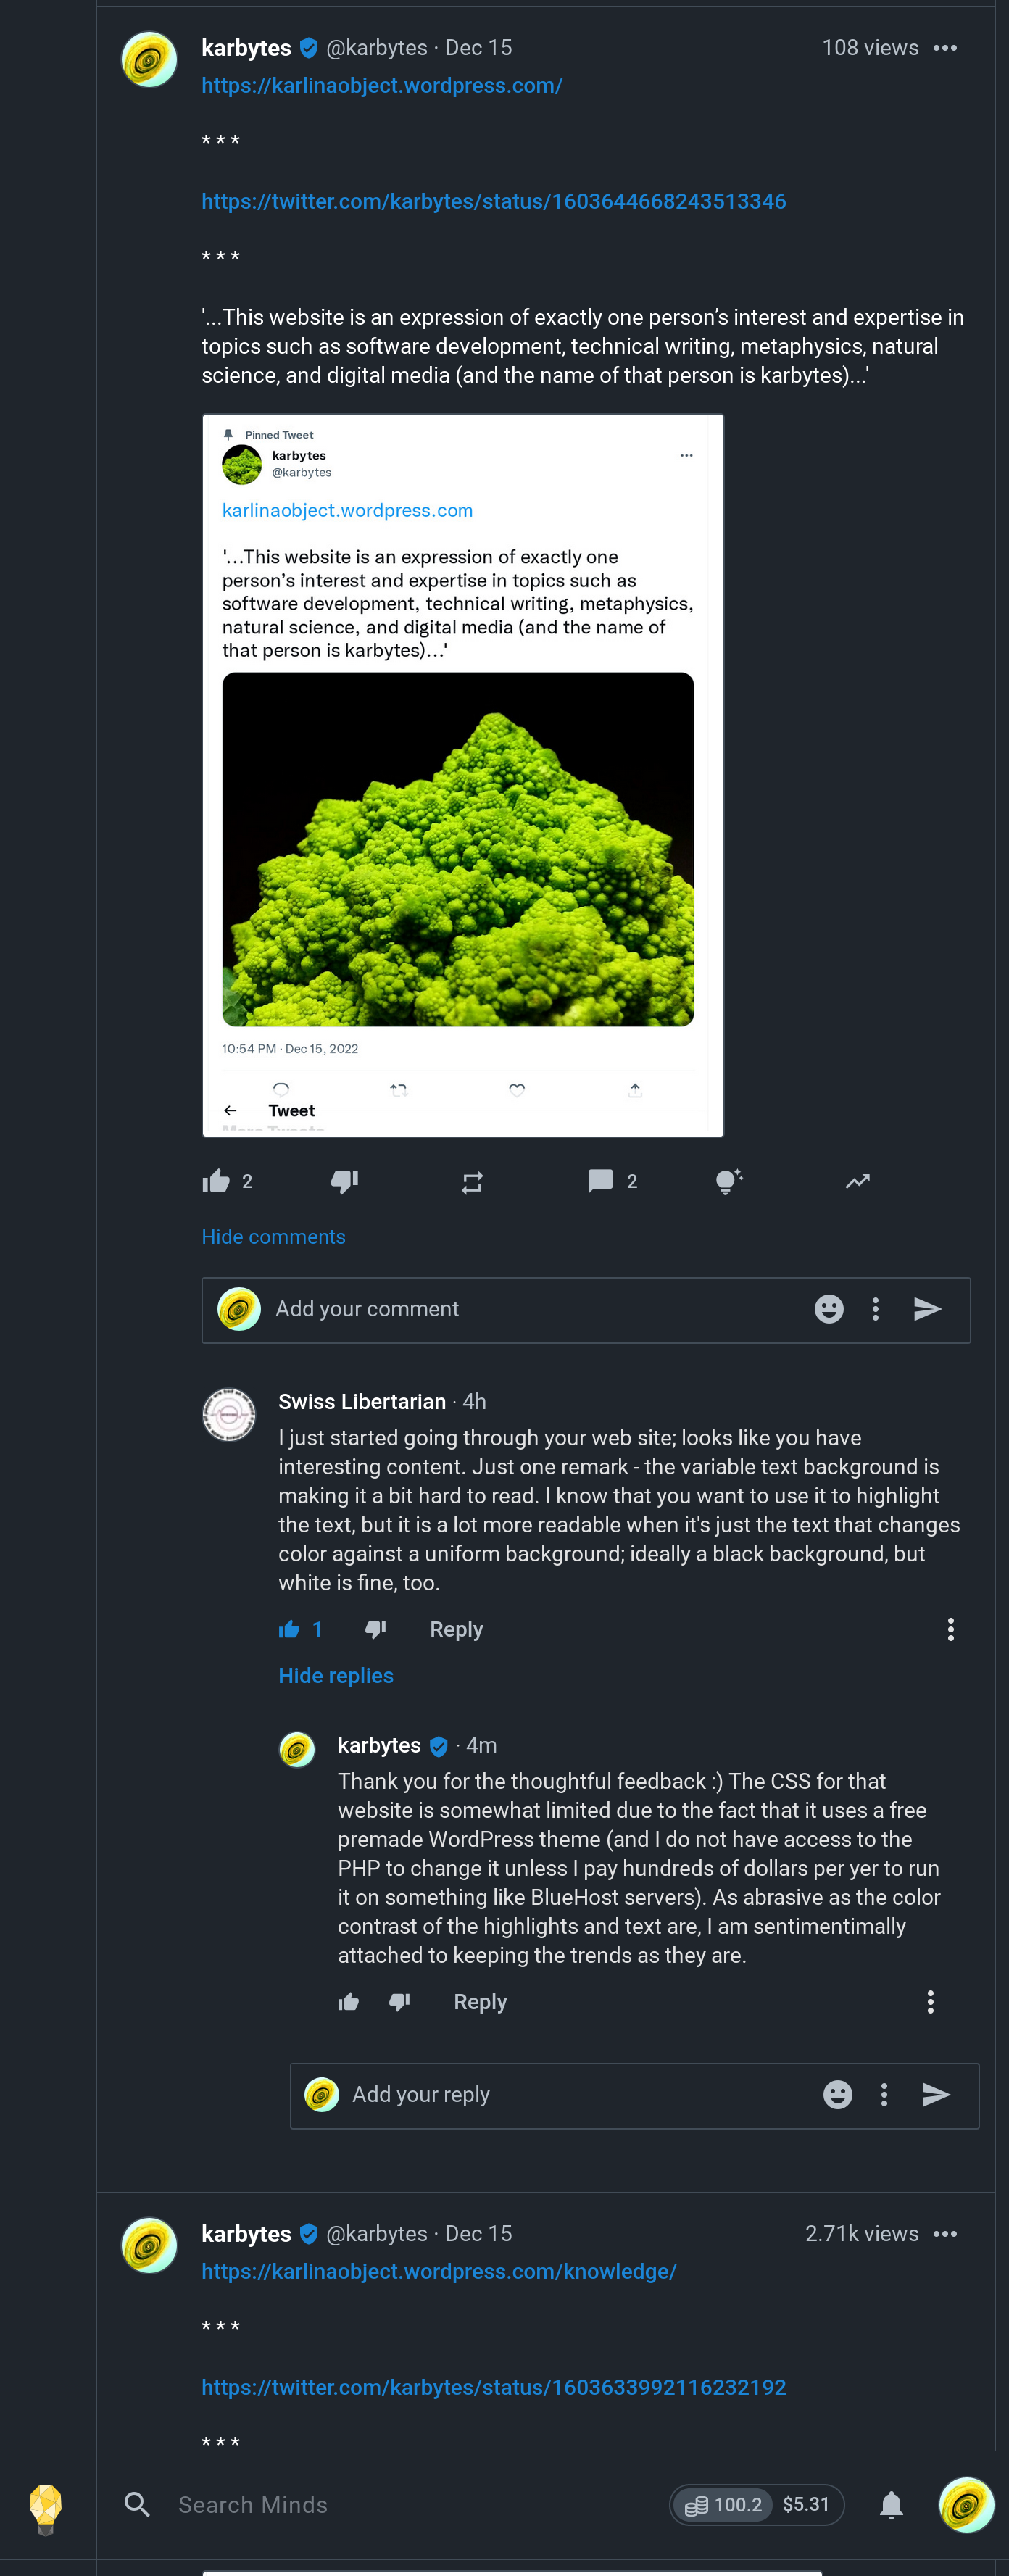 karbytes @karbytes · Dec 15 108 views
https://karlinaobject.wordpress.com/
* * *
https://twitter.com/karbytes/status/1603644668243513346
* * *
'...This website is an expression of exactly one person’s interest and expertise in
topics such as software development, technical writing, metaphysics, natural
science, and digital media (and the name of that person is karbytes)...'
Pinned Tweet
karbytes
@karbytes
karlinaobject.wordpress.com
'...This website is an expression of exactly one
person’s interest and expertise in topics such as
software development, technical writing, metaphysics,
natural science, and digital media (and the name of
that person is karbytes)...'
10:54 PM · Dec 15, 2022
Tweet
More Tweets
2 2
Hide comments
Add your comment
Swiss Libertarian · 4h
I just started going through your web site; looks like you have
interesting content. Just one remark - the variable text background is
making it a bit hard to read. I know that you want to use it to highlight
the text, but it is a lot more readable when it's just the text that changes
color against a uniform background; ideally a black background, but
white is fine, too.
1 Reply
Hide replies
karbytes · 4m
Thank you for the thoughtful feedback :) The CSS for that
website is somewhat limited due to the fact that it uses a free
premade WordPress theme (and I do not have access to the
PHP to change it unless I pay hundreds of dollars per yer to run
it on something like BlueHost servers). As abrasive as the color
contrast of the highlights and text are, I am sentimentimally
attached to keeping the trends as they are.
Reply
Add your reply
karbytes @karbytes · Dec 15 2.71k views
https://karlinaobject.wordpress.com/knowledge/
* * *
https://twitter.com/karbytes/status/1603633992116232192
* * *
Search Minds 100.2 $5.31